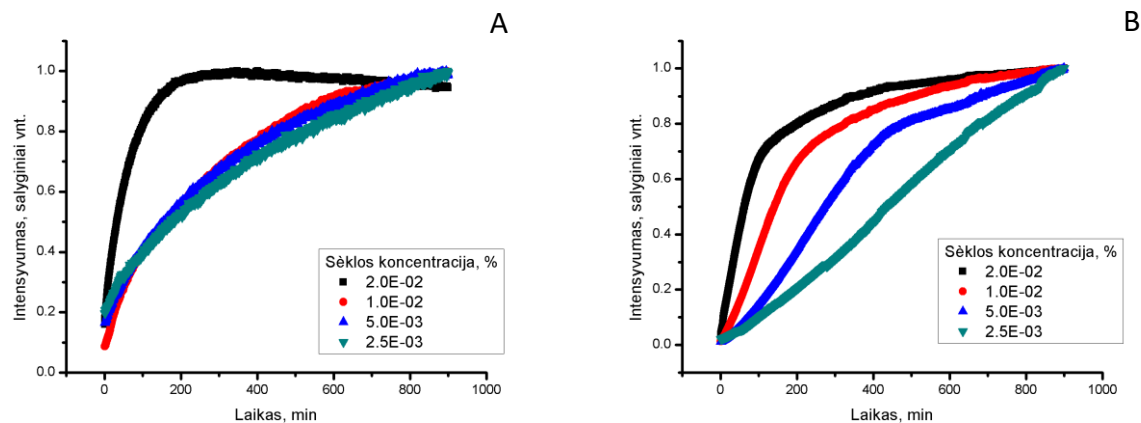 A
Intensyvumas, salyginiai vnt.
1.0
0.8
0.6
0.4
0.2
0.0
Sėklos koncentracija, %
2.0E-02
1.0E-02
5.0E-03
2.5E-03
0 200 400 600 800 1000
Laikas, min
B
Intensyvumas, salyginiai vnt.
1.0
0.8
0.6
0.4
0.2
0.0
Sėklos koncentracija, %
2.0E-02
1.0E-02
5.0E-03
2.5E-03
0 200 400 600 800 1000
Laikas, min